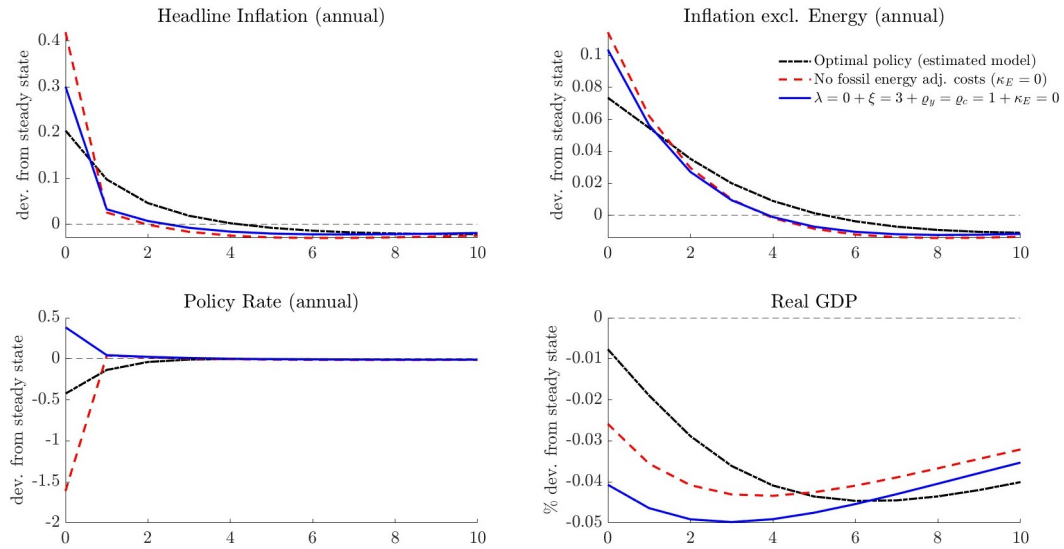 Headline Inflation (annual)
dev. from steady state
0.4
0.3
0.2
0.1
0
0 2 4 6 8 10
Inflation excl. Energy (annual)
0.1
0.08
0.06
0.04
0.02
0
0 2 4 6 8 10
Optimal policy (estimated model)
No fossil energy adj. costs (κ_E = 0)
λ = 0 + ξ = 3 + ϱ_y = ϱ_c = 1 + κ_E = 0
Policy Rate (annual)
dev. from steady state
0.5
0
-0.5
-1
-1.5
-2
0 2 4 6 8 10
Real GDP
% dev. from steady state
0
-0.01
-0.02
-0.03
-0.04
-0.05
0 2 4 6 8 10